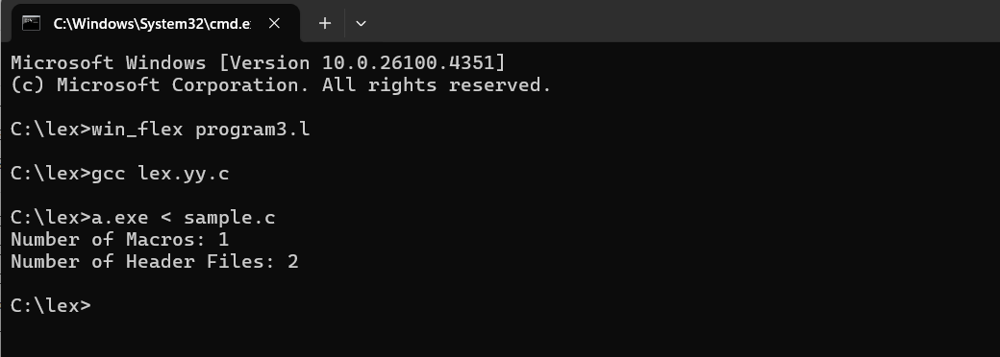 C:\Windows\System32\cmd.e
Microsoft Windows [Version 10.0.26100.4351]
(c) Microsoft Corporation. All rights reserved.
C:\lex>win_flex program3.l
C:\lex>gcc lex.yy.c
C:\lex>a.exe < sample.c
Number of Macros: 1
Number of Header Files: 2
C:\lex>